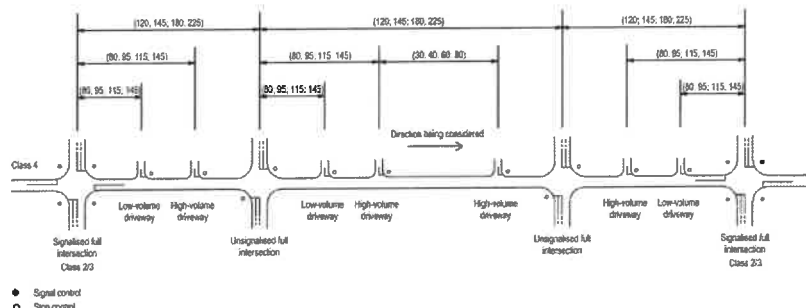 (120, 145, 180, 225)
(120; 145; 180, 225)
(120; 145; 180; 225)
(80, 95, 115, 145)
(80, 95, 115, 145)
(30, 40, 60, 80)
(80, 95, 115, 145)
(80, 95, 115, 145)
(80, 95, 115; 145)
(80, 95, 115, 145)
Direction being considered
Class 4
Low-volume
driveway
High-volume
driveway
Low-volume
driveway
High-volume
driveway
High-volume
driveway
High-volume
driveway
Low-volume
driveway
Signalised full
intersection
Class 2/3
Unsignalised full
intersection
Unsignalised full
intersection
Signalised full
intersection
Class 2/3
Signal control
Stop control